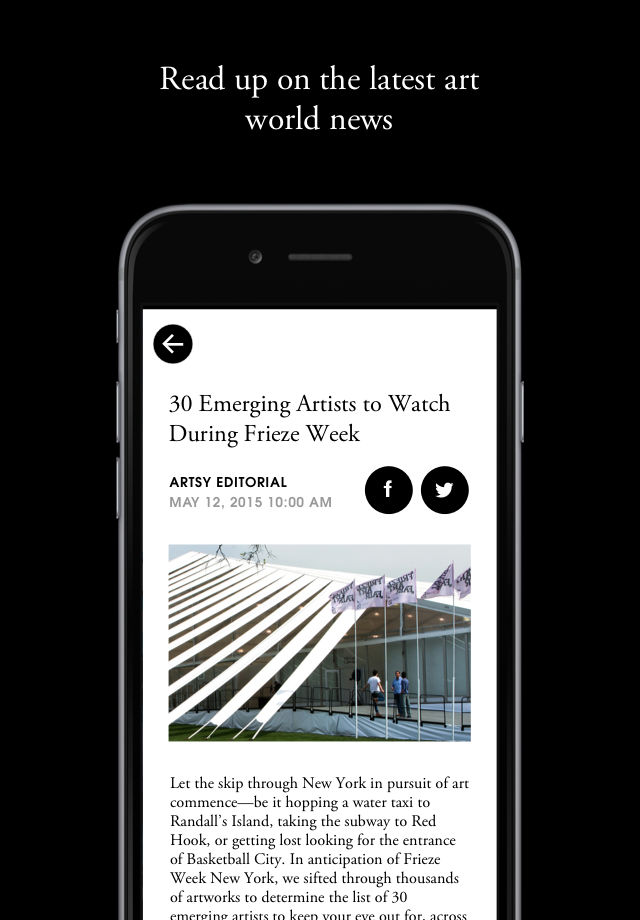 Read up on the latest art
world news
30 Emerging Artists to Watch
During Frieze Week
ARTSY EDITORIAL
MAY 12, 2015 10:00 AM
f
Let the skip through New York in pursuit of art
commence—be it hopping a water taxi to
Randall's Island, taking the subway to Red
Hook, or getting lost looking for the entrance
of Basketball City. In anticipation of Frieze
Week New York, we sifted through thousands
of artworks to determine the list of 30
emerging artists to keep your eye out for, across